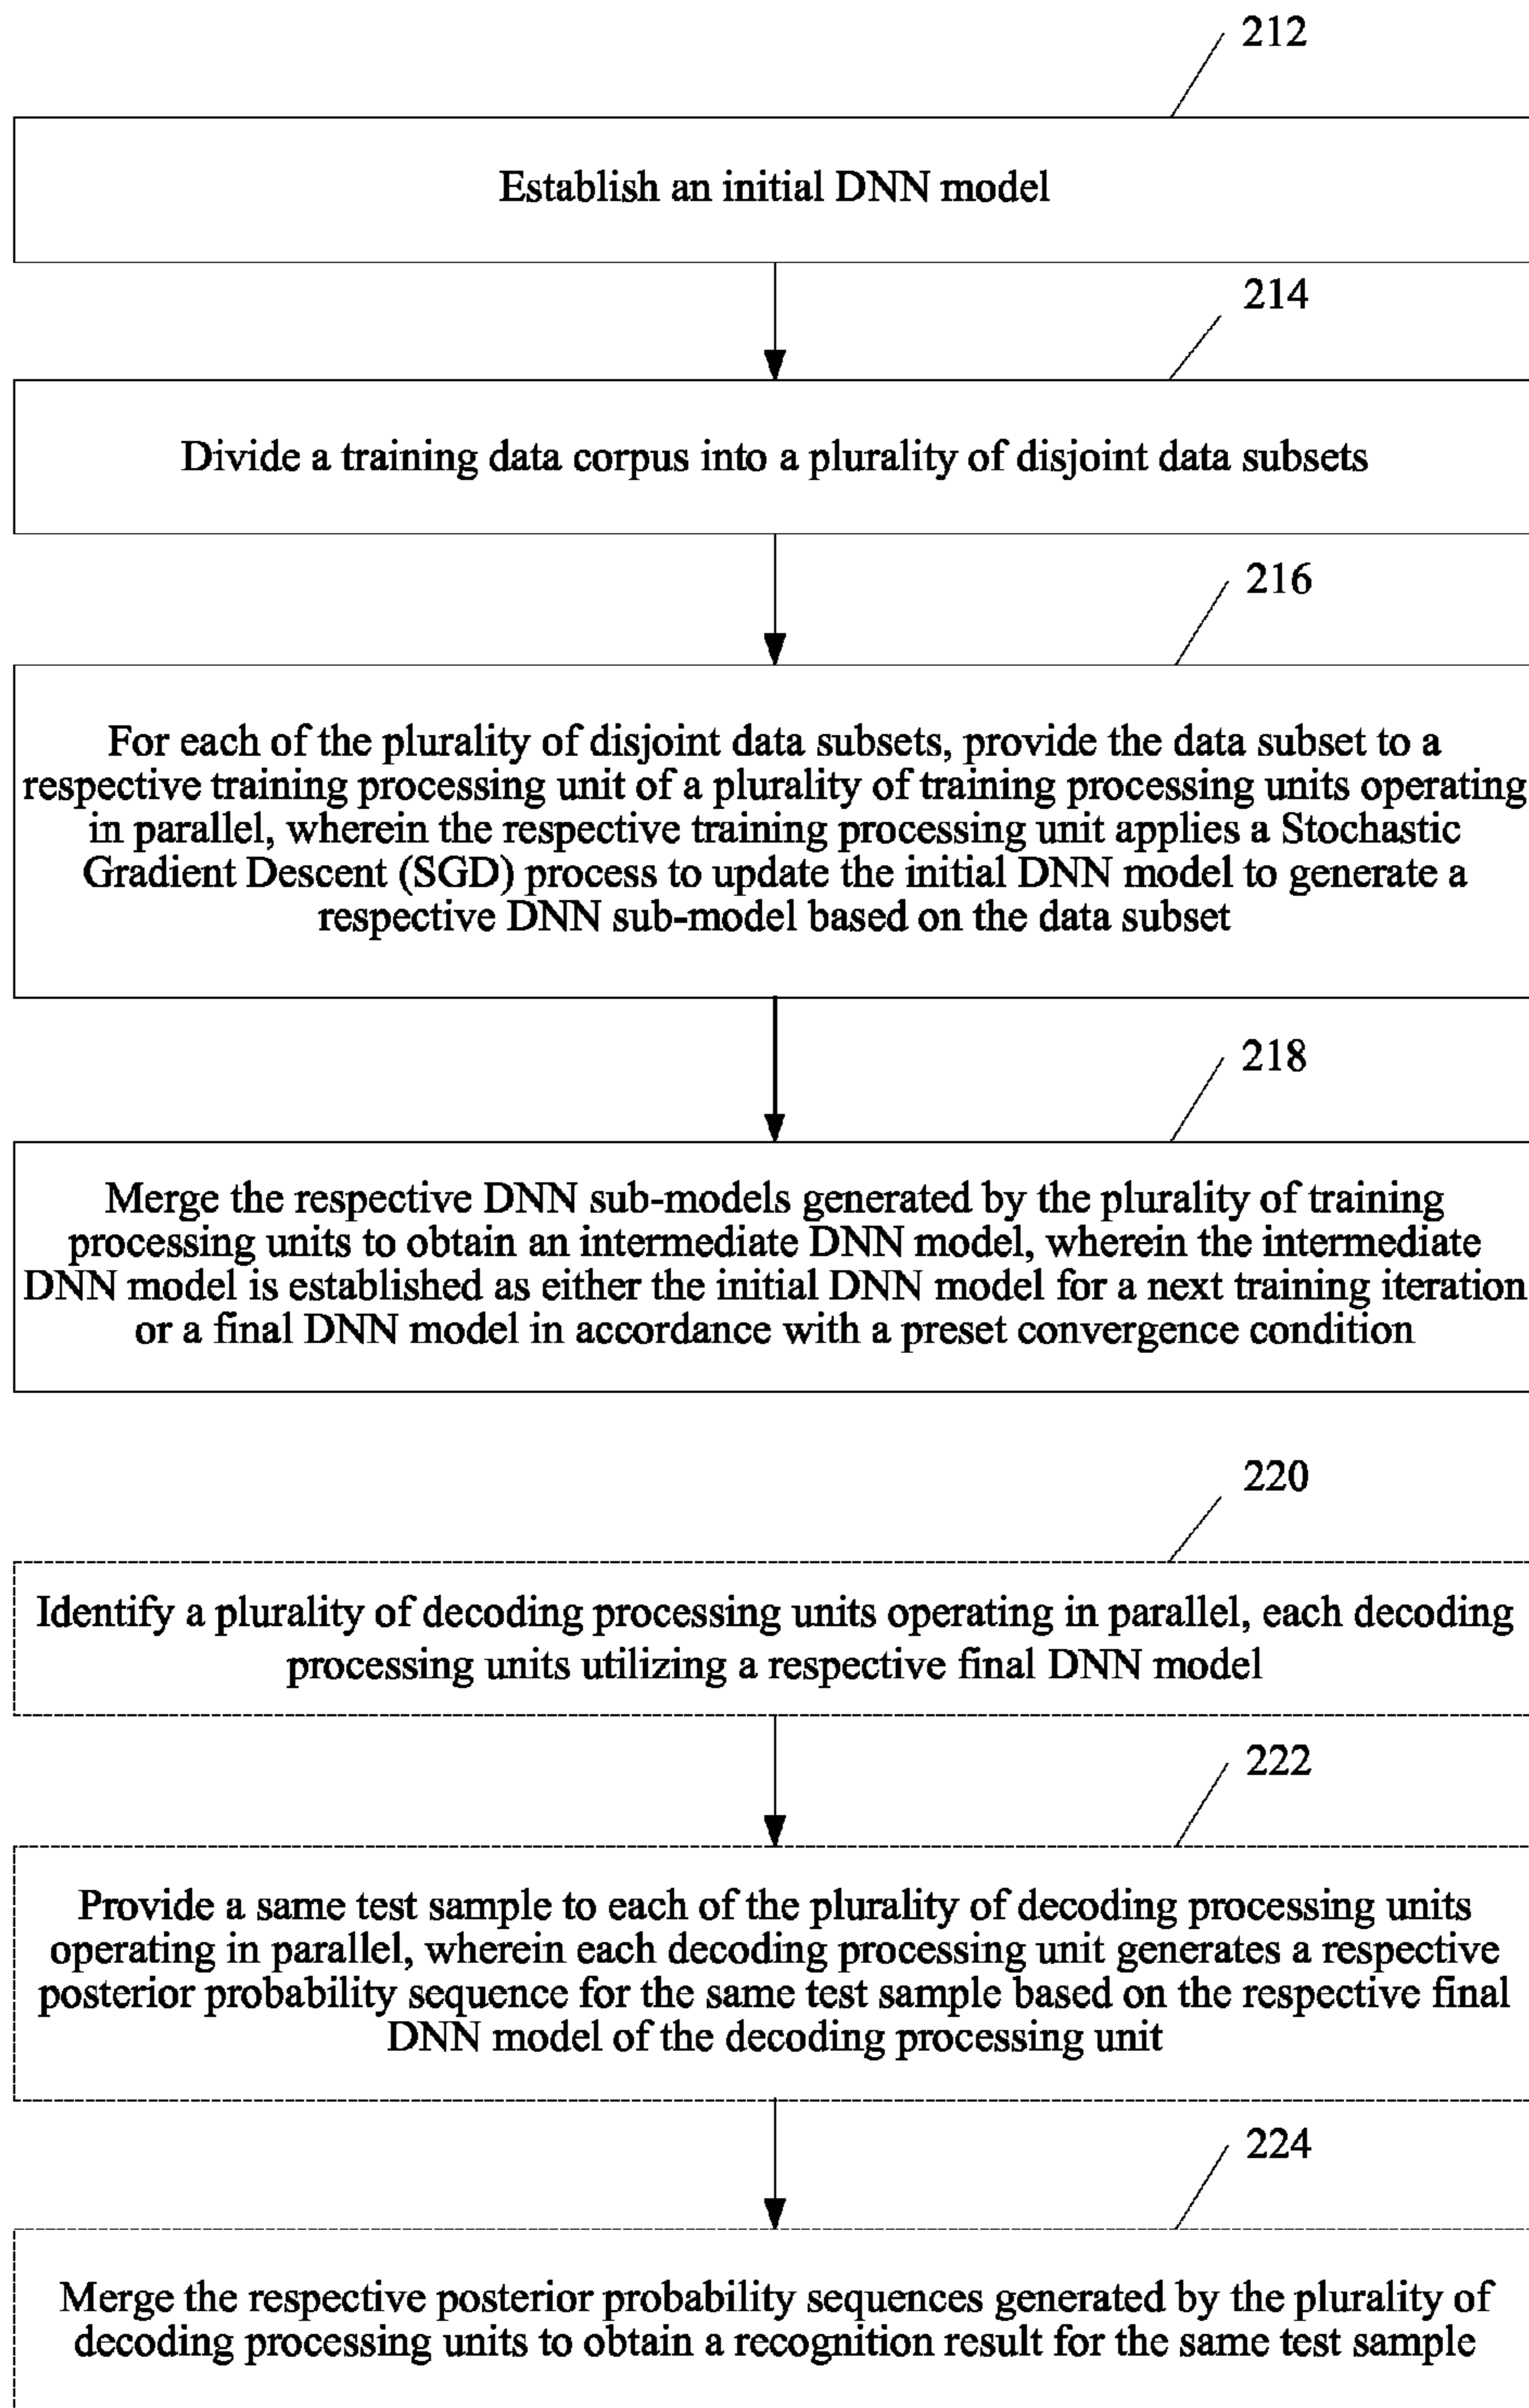 212
Establish an initial DNN model
214
Divide a training data corpus into a plurality of disjoint data subsets
216
For each of the plurality of disjoint data subsets, provide the data subset to a
respective training processing unit of a plurality of training processing units operating
in parallel, wherein the respective training processing unit applies a Stochastic
Gradient Descent (SGD) process to update the initial DNN model to generate a
respective DNN sub-model based on the data subset
218
Merge the respective DNN sub-models generated by the plurality of training
processing units to obtain an intermediate DNN model, wherein the intermediate
DNN model is established as either the initial DNN model for a next training iteration
or a final DNN model in accordance with a preset convergence condition
220
Identify a plurality of decoding processing units operating in parallel, each decoding
processing units utilizing a respective final DNN model
222
Provide a same test sample to each of the plurality of decoding processing units
operating in parallel, wherein each decoding processing unit generates a respective
posterior probability sequence for the same test sample based on the respective final
DNN model of the decoding processing unit
224
Merge the respective posterior probability sequences generated by the plurality of
decoding processing units to obtain a recognition result for the same test sample